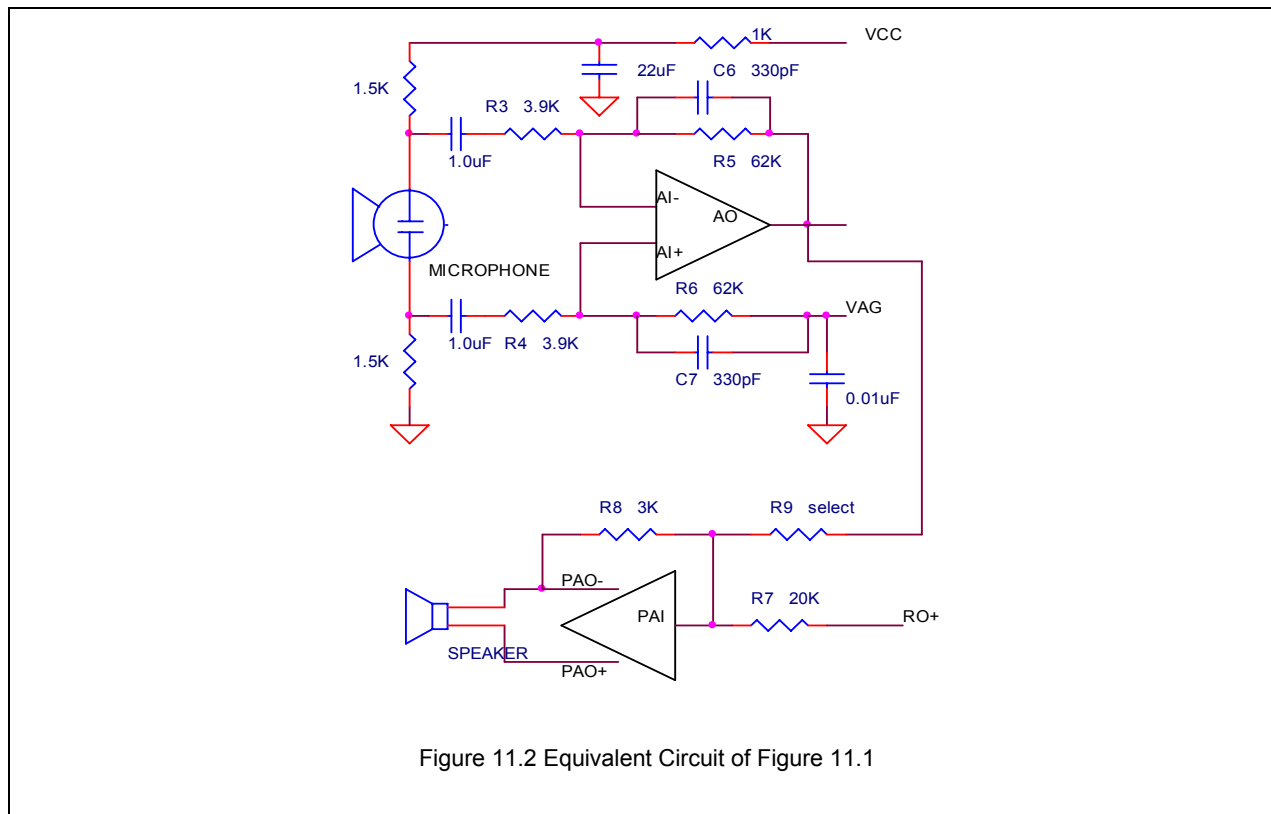 1K
VCC
22uF
C6 330pF
1.5K
R3 3.9K
1.0uF
R5 62K
AI-
AO
AI+
MICROPHONE
R6 62K
VAG
1.0uF
R4 3.9K
1.5K
C7 330pF
0.01uF
R8 3K
R9 select
PAO-
R7 20K
PAI
RO+
SPEAKER
PAO+
Figure 11.2 Equivalent Circuit of Figure 11.1